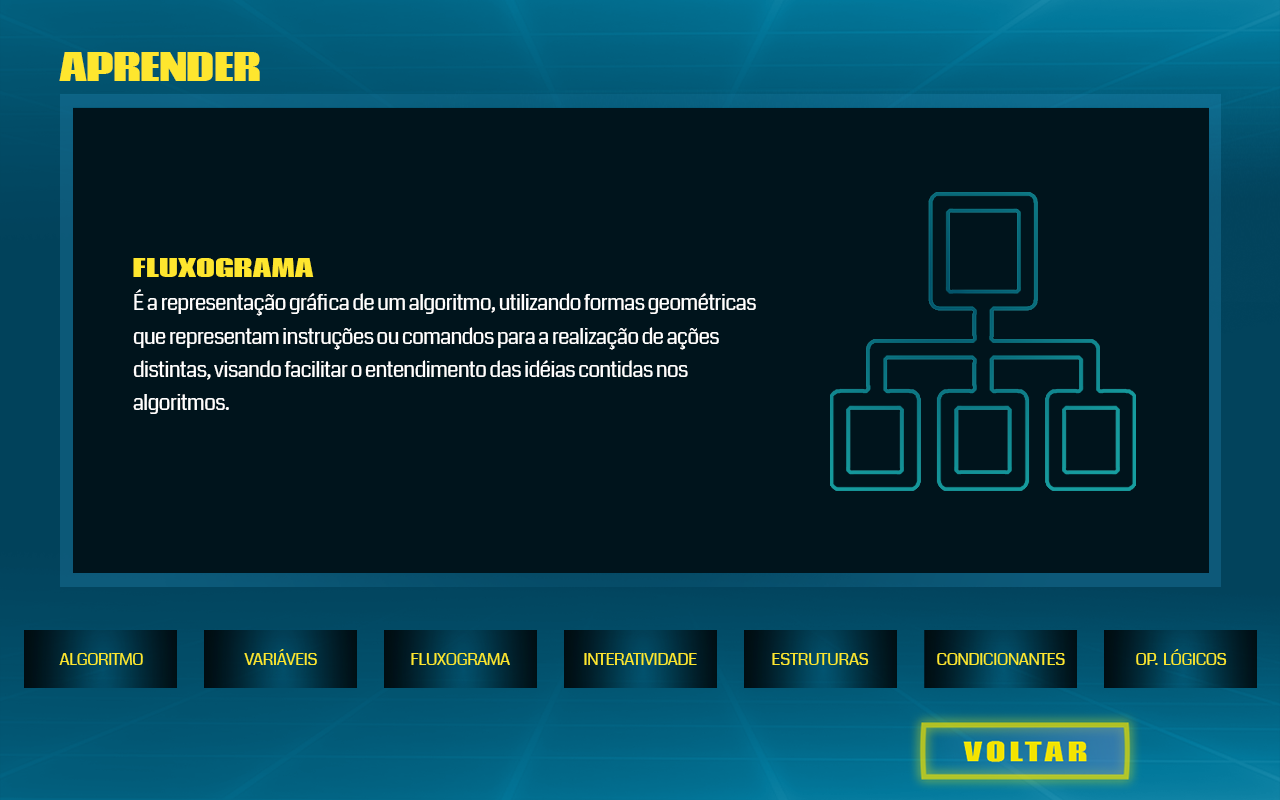 APRENDER
FLUXOGRAMA
É a representação gráfica de um algoritmo, utilizando formas geométricas
que representam instruções ou comandos para a realização de ações
distintas, visando facilitar o entendimento das idéias contidas nos
algoritmos.
ALGORITMO
VARIÁVEIS
FLUXOGRAMA
INTERATIVIDADE
ESTRUTURAS
CONDICIONANTES
OP. LÓGICOS
VOLTAR